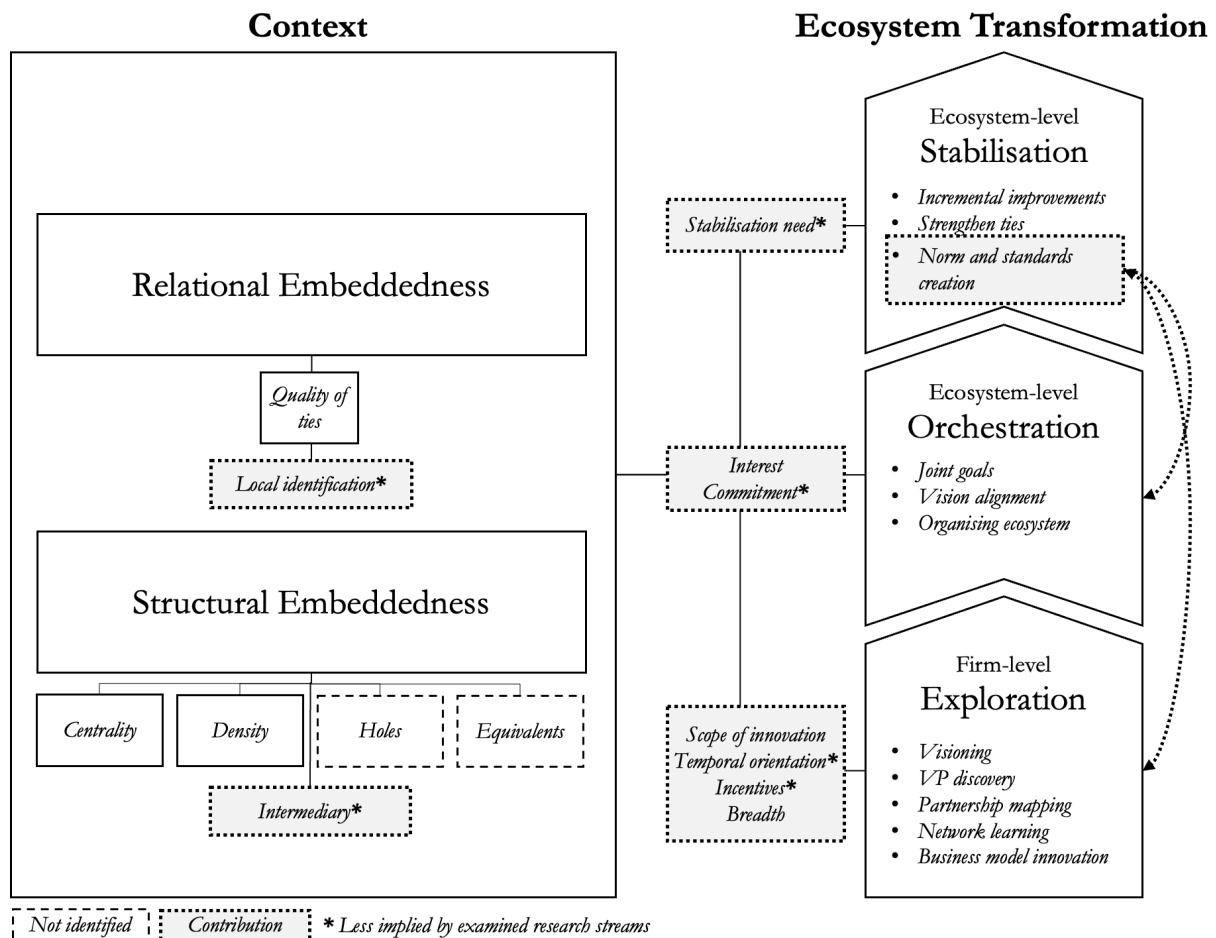 Context
Relational Embeddedness
Quality of
ties
Local identification*
Structural Embeddedness
Centrality
Density
Holes
Equivalents
Intermediary*
Stabilisation need*
Interest
Commitment*
Scope of innovation
Temporal orientation*
Incentives*
Breadth
Ecosystem Transformation
Ecosystem-level
Stabilisation
• Incremental improvements
• Strengthen ties
• Norm and standards
creation
Ecosystem-level
Orchestration
• Joint goals
• Vision alignment
• Organising ecosystem
Firm-level
Exploration
• Visioning
• VP discovery
• Partnership mapping
• Network learning
• Business model innovation
Not identified
Contribution
* Less implied by examined research streams